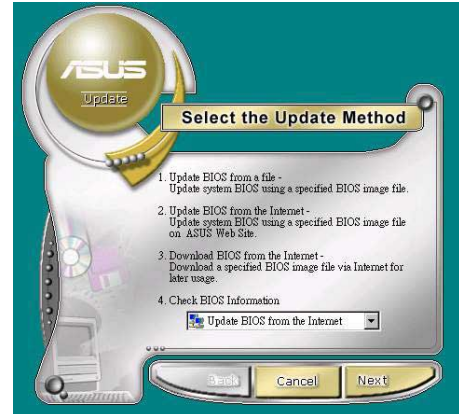 ASUS
Update
Select the Update Method
1. Update BIOS from a file -
Update system BIOS using a specified BIOS image file.
2. Update BIOS from the Internet -
Update system BIOS using a specified BIOS image file
on ASUS Web Site.
3. Download BIOS from the Internet -
Download a specified BIOS image file via Internet for
later usage.
4. Check BIOS Information
Update BIOS from the Internet
Back Cancel Next